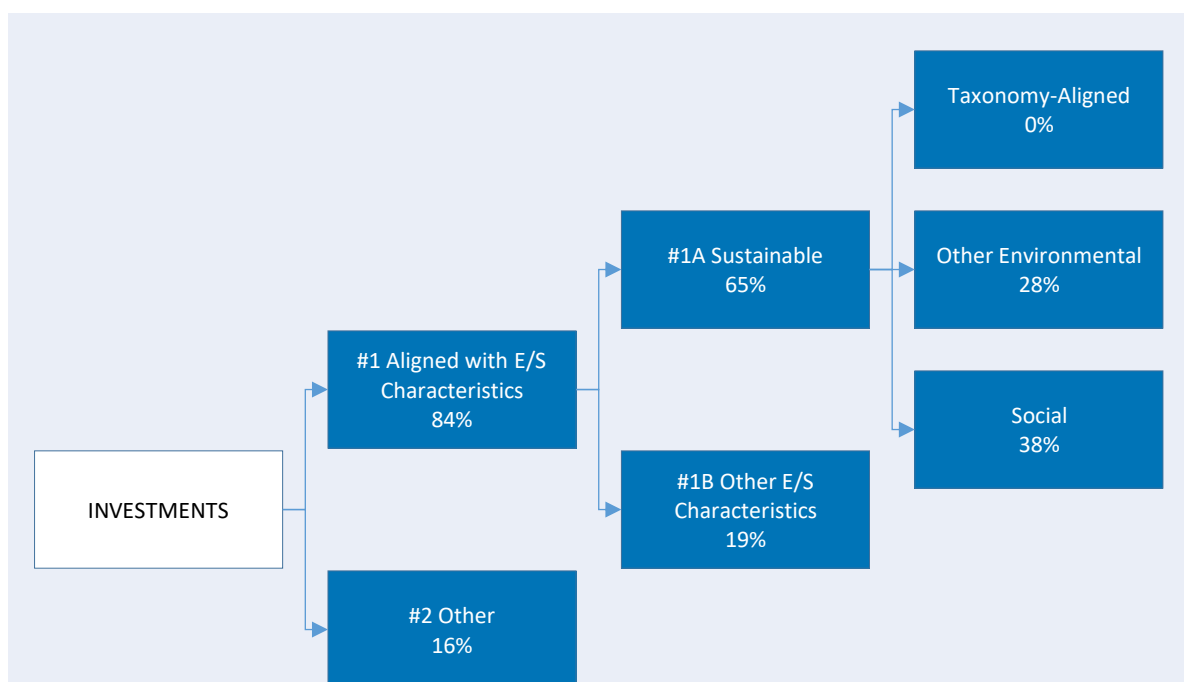 INVESTMENTS
#1 Aligned with E/S
Characteristics
84%
#2 Other
16%
#1A Sustainable
65%
#1B Other E/S
Characteristics
19%
Taxonomy-Aligned
0%
Other Environmental
28%
Social
38%